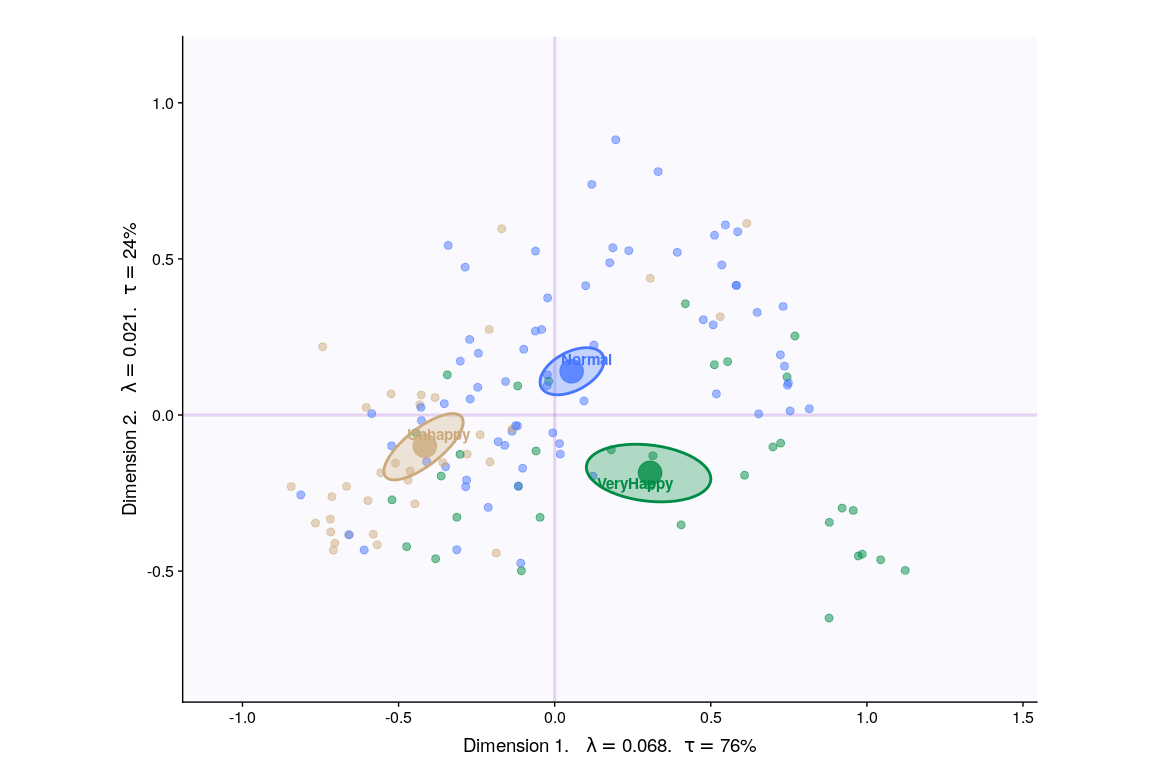 1.0
0.5
0.0
-0.5
Dimension 2. λ = 0.021. τ = 24%
Normal
Unhappy
VeryHappy
-1.0 -0.5 0.0 0.5 1.0 1.5
Dimension 1. λ = 0.068. τ = 76%